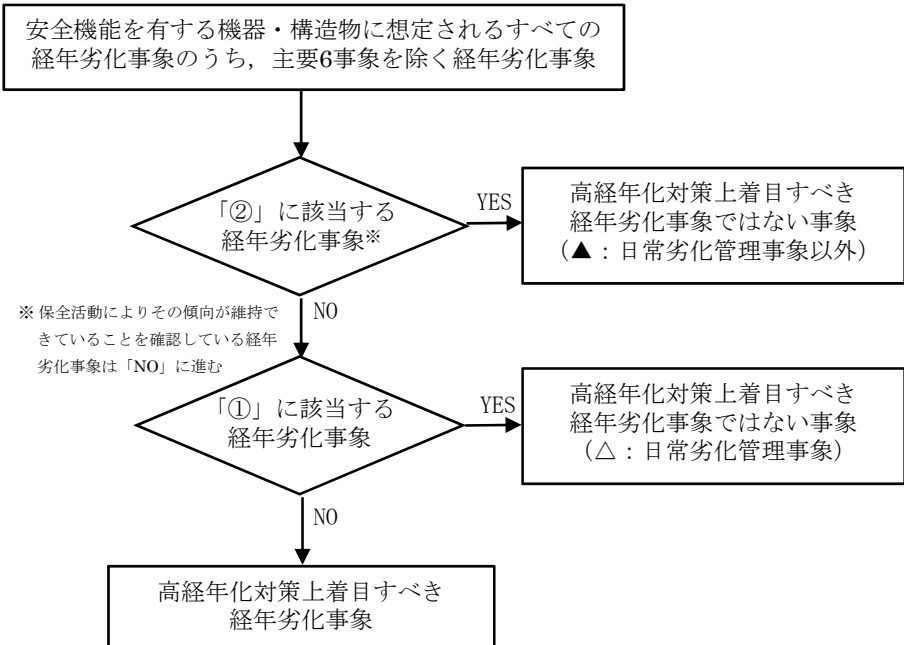 安全機能を有する機器・構造物に想定されるすべての
経年劣化事象のうち，主要6事象を除く経年劣化事象
「②」に該当する
経年劣化事象※
YES
高経年化対策上着目すべき
経年劣化事象ではない事象
（▲：日常劣化管理事象以外）
※ 保全活動によりその傾向が維持で
きていることを確認している経年
劣化事象は「NO」に進む
NO
「①」に該当する
経年劣化事象
YES
高経年化対策上着目すべき
経年劣化事象ではない事象
（△：日常劣化管理事象）
NO
高経年化対策上着目すべき
経年劣化事象